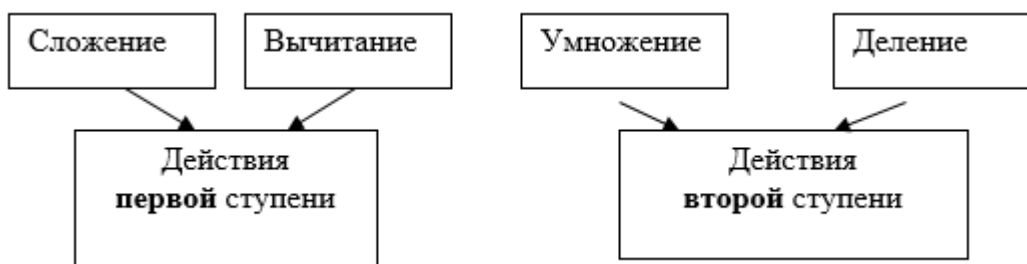 Сложение
Вычитание
Умножение
Деление
Действия
первой ступени
Действия
второй ступени